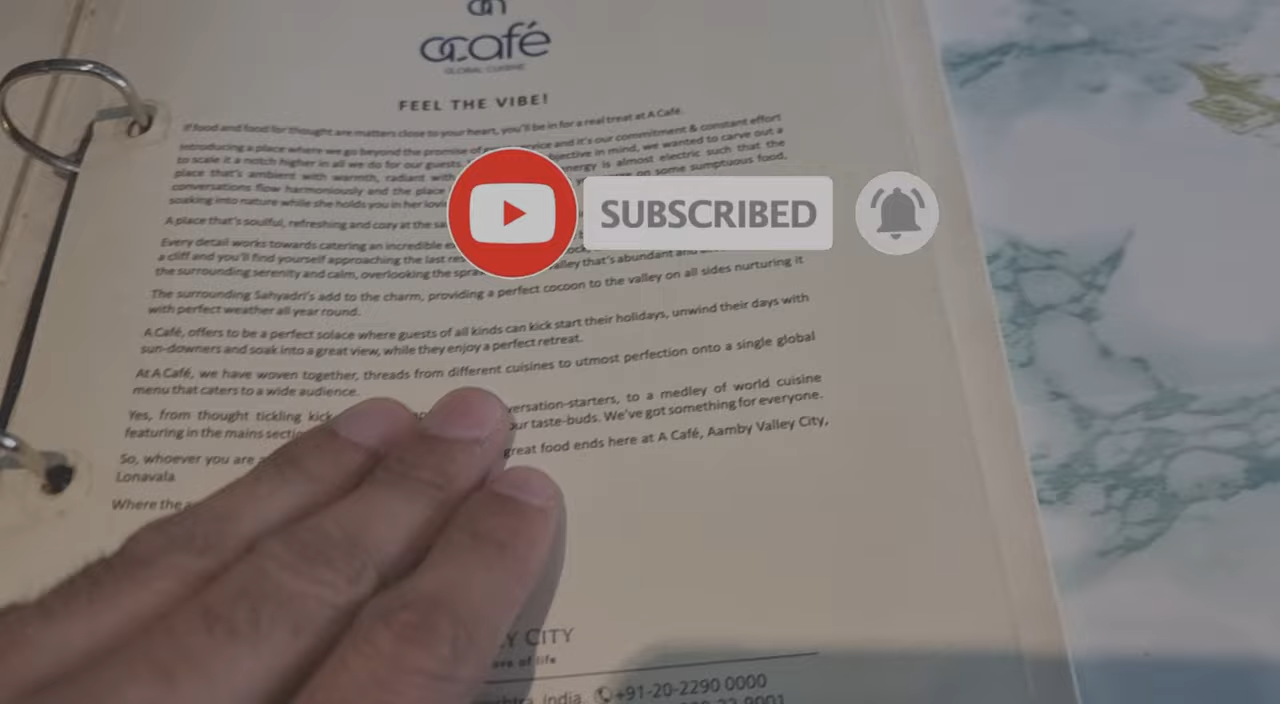 acafé
GLOBAL CUISINE
FEEL THE VIBE!
If food and food for thought are matters close to your heart, you'll be in for a real treat at A Café.
Introducing a place where we go beyond the promise of service and it's our commitment & constant effort
to scale it a notch higher in all we do for our guests. objective in mind, we wanted to carve out a
place that's ambient with warmth, radiant with energy is almost electric such that the
conversations flow harmoniously and the place on some sumptuous food,
soaking into nature while she holds you in her
A place that's soulful, refreshing and cozy at the
SUBSCRIBED
Every detail works towards catering an incredible
a cliff and you'll find yourself approaching the last valley that's abundant and
the surrounding serenity and calm, overlooking the
The surrounding Sahyadri's add to the charm, providing a perfect cocoon to the valley on all sides nurturing it
with perfect weather all year round.
A Café, offers to be a perfect solace where guests of all kinds can kick start their holidays, unwind their days with
sun-downers and soak into a great view, while they enjoy a perfect retreat.
At A Café, we have woven together, threads from different cuisines to utmost perfection onto a single global
menu that caters to a wide audience.
Yes, from thought tickling kick versation-starters, to a medley of world cuisine
featuring in the mains our taste-buds. We've got something for everyone.
So, whoever you are great food ends here at A Café, Aamby Valley City,
Lonavala
Where the
Y CITY
of life
India. +91-20-2290 0000